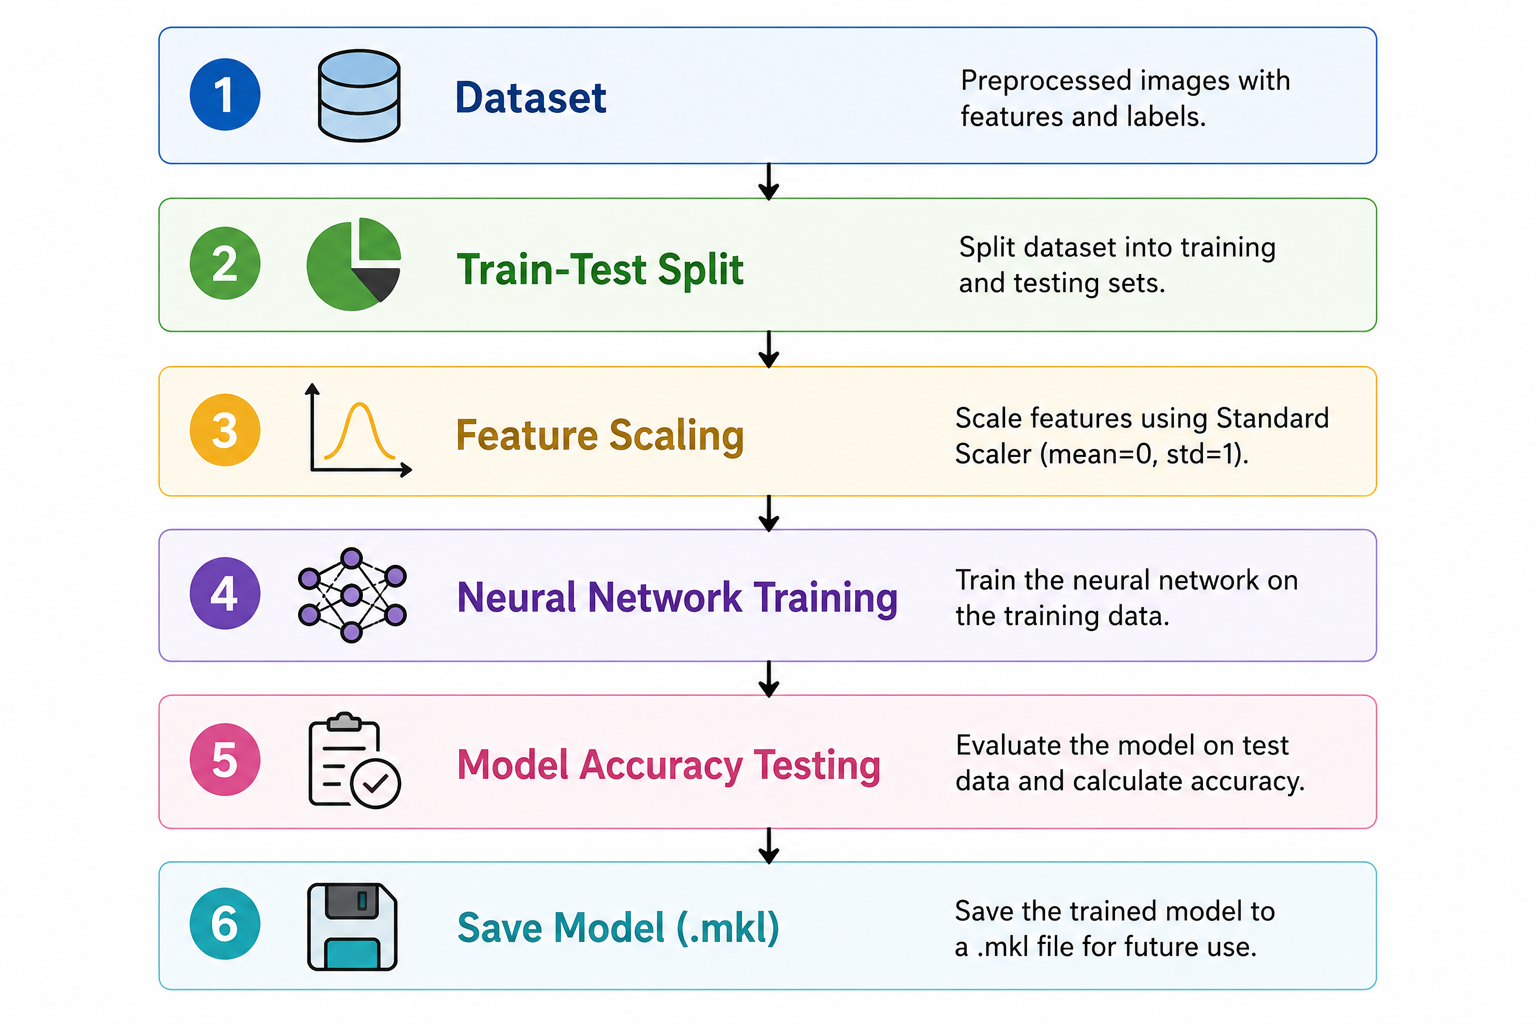 1
Dataset
Preprocessed images with
features and labels.
2
Train-Test Split
Split dataset into training
and testing sets.
3
Feature Scaling
Scale features using Standard
Scaler (mean=0, std=1).
4
Neural Network Training
Train the neural network on
the training data.
5
Model Accuracy Testing
Evaluate the model on test
data and calculate accuracy.
6
Save Model (.mkl)
Save the trained model to
a .mkl file for future use.